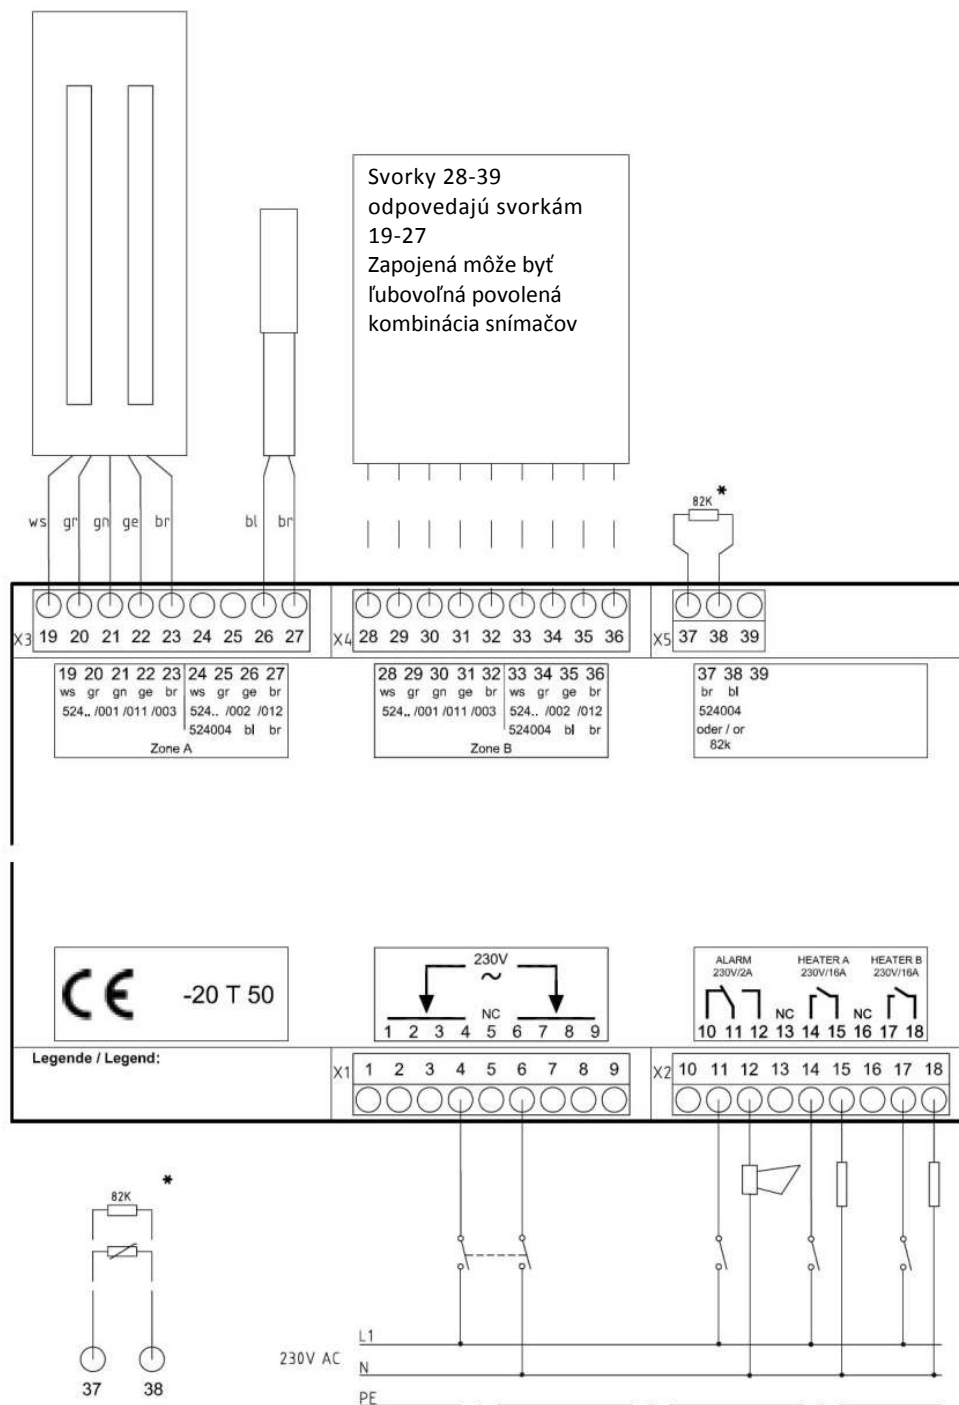 Svorky 28-39
odpovedajú svorkám
19-27
Zapojená môže byť
ľubovoľná povolená
kombinácia snímačov
82K *
ws gr gn ge br bl br
X3 19 20 21 22 23 24 25 26 27
X4 28 29 30 31 32 33 34 35 36
X5 37 38 39
19 20 21 22 23 24 25 26 27
ws gr gn ge br ws gr ge br
524.. /001 /011 /003 524.. /002 /012
524004 bl br
Zone A
28 29 30 31 32 33 34 35 36
ws gr gn ge br ws gr ge br
524.. /001 /011 /003 524.. /002 /012
524004 bl br
Zone B
37 38 39
br bl
524004
oder / or
82k
CE -20 T 50
230V
~
NC
1 2 3 4 5 6 7 8 9
ALARM HEATER A HEATER B
230V/2A 230V/16A 230V/16A
NC NC
10 11 12 13 14 15 16 17 18
Legende / Legend:
X1 1 2 3 4 5 6 7 8 9
X2 10 11 12 13 14 15 16 17 18
*
82K
37 38
230V AC
L1
N
PE